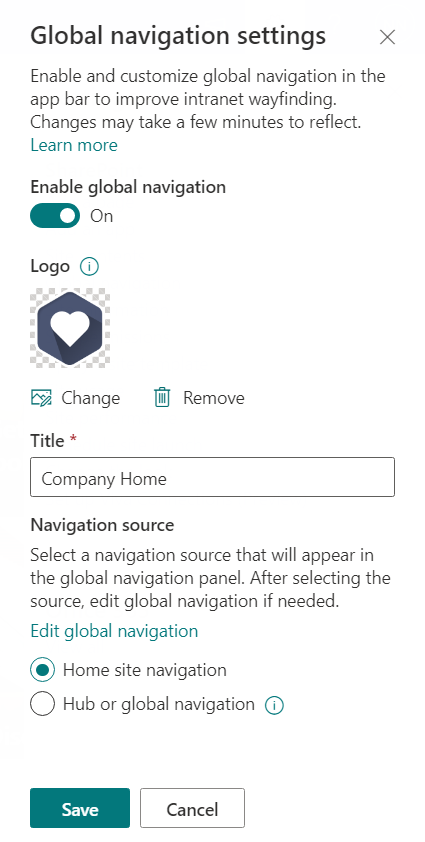 Global navigation settings
Enable and customize global navigation in the
app bar to improve intranet wayfinding.
Changes may take a few minutes to reflect.
Learn more
Enable global navigation
On
Logo
Change Remove
Title *
Company Home
Navigation source
Select a navigation source that will appear in
the global navigation panel. After selecting the
source, edit global navigation if needed.
Edit global navigation
Home site navigation
Hub or global navigation
Save Cancel